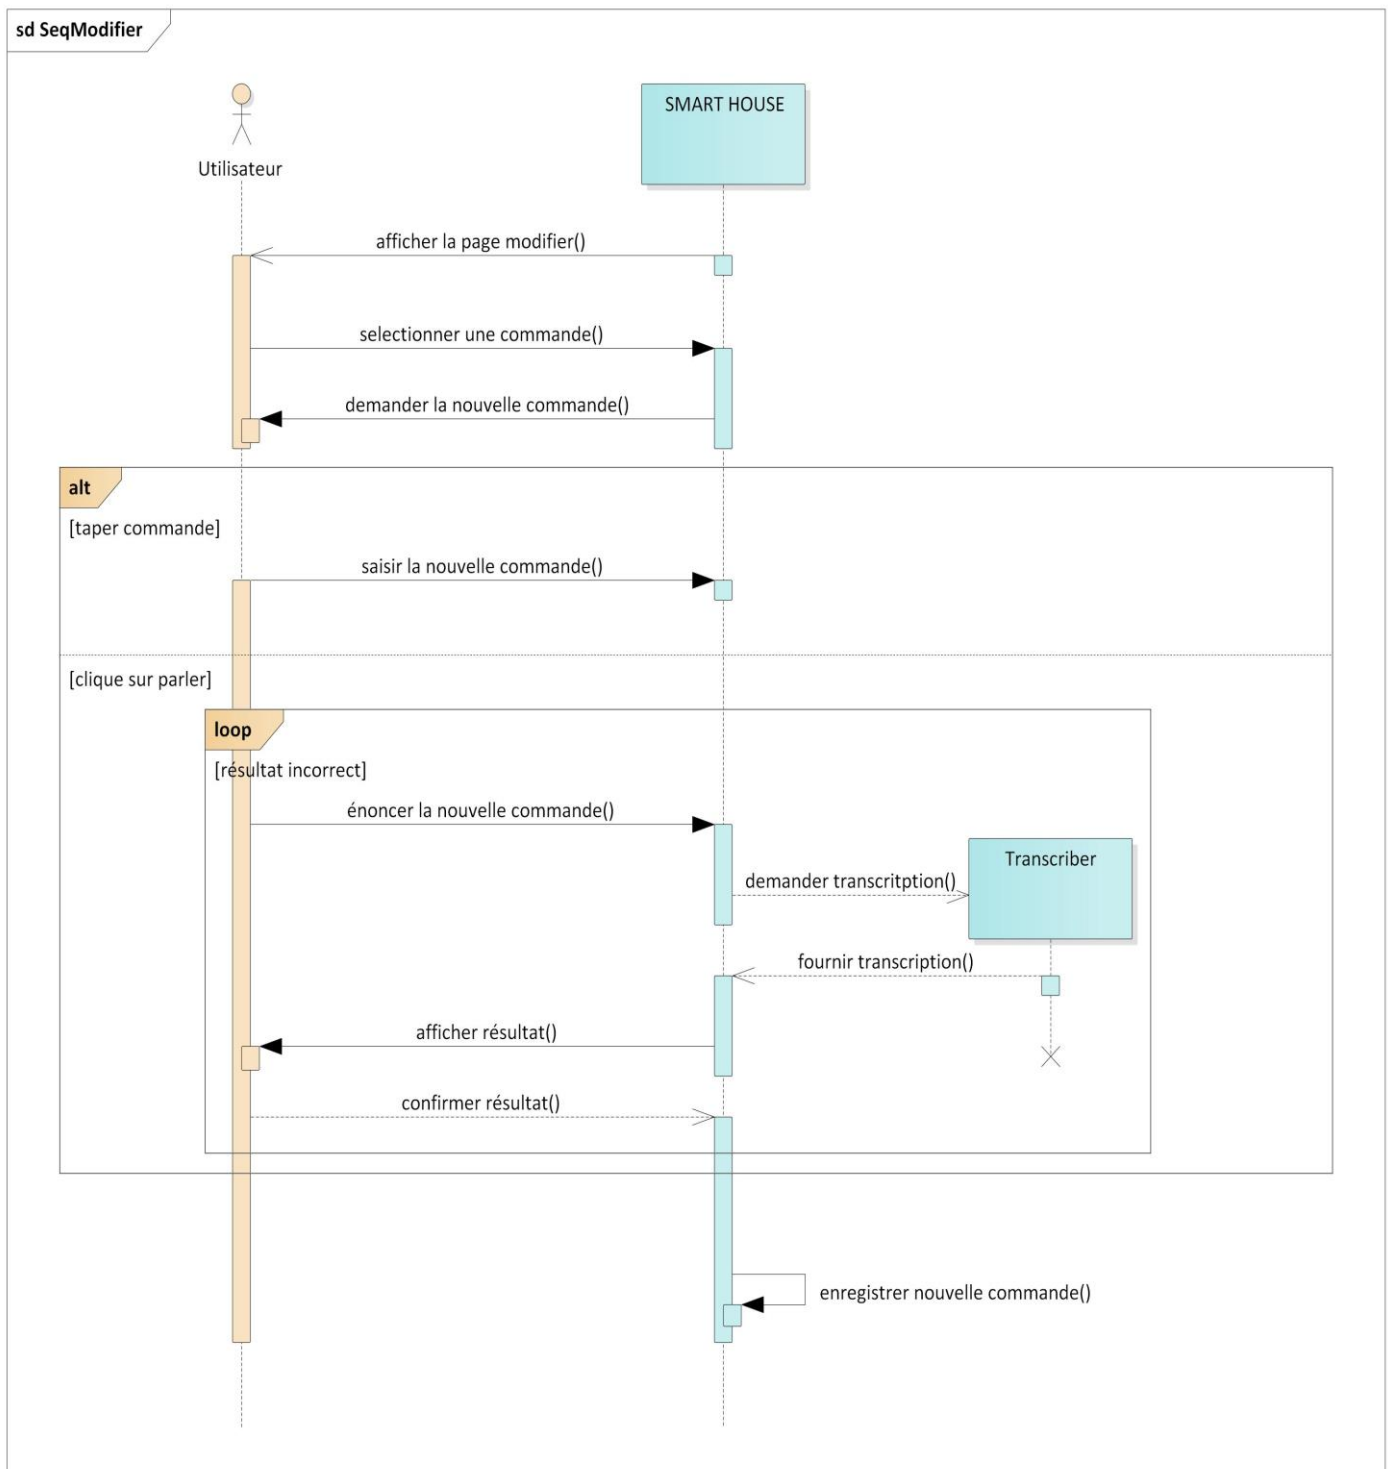 sd SeqModifier
SMART HOUSE
Utilisateur
afficher la page modifier()
selectionner une commande()
demander la nouvelle commande()
alt
[taper commande]
saisir la nouvelle commande()
[clique sur parler]
loop
[résultat incorrect]
énoncer la nouvelle commande()
Transcriber
demander transcritption()
fournir transcription()
afficher résultat()
confirmer résultat()
enregistrer nouvelle commande()